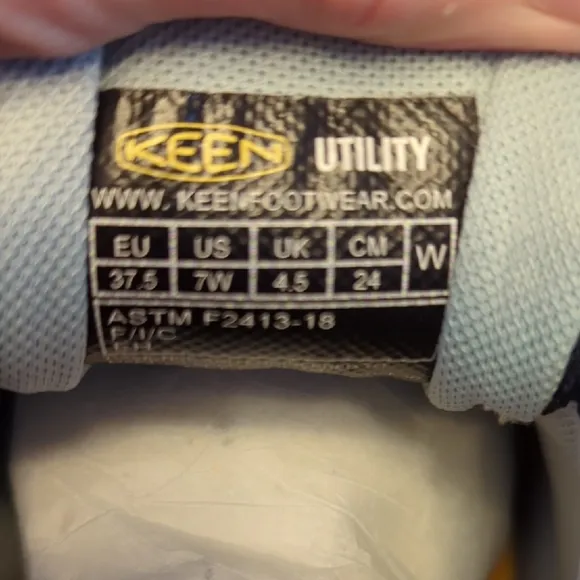 KEEN UTILITY
WWW. KEENFOOTWEAR.COM
EU US UK CM W
37.5 7W 4.5 24
ASTM F2413-18
F/I/C